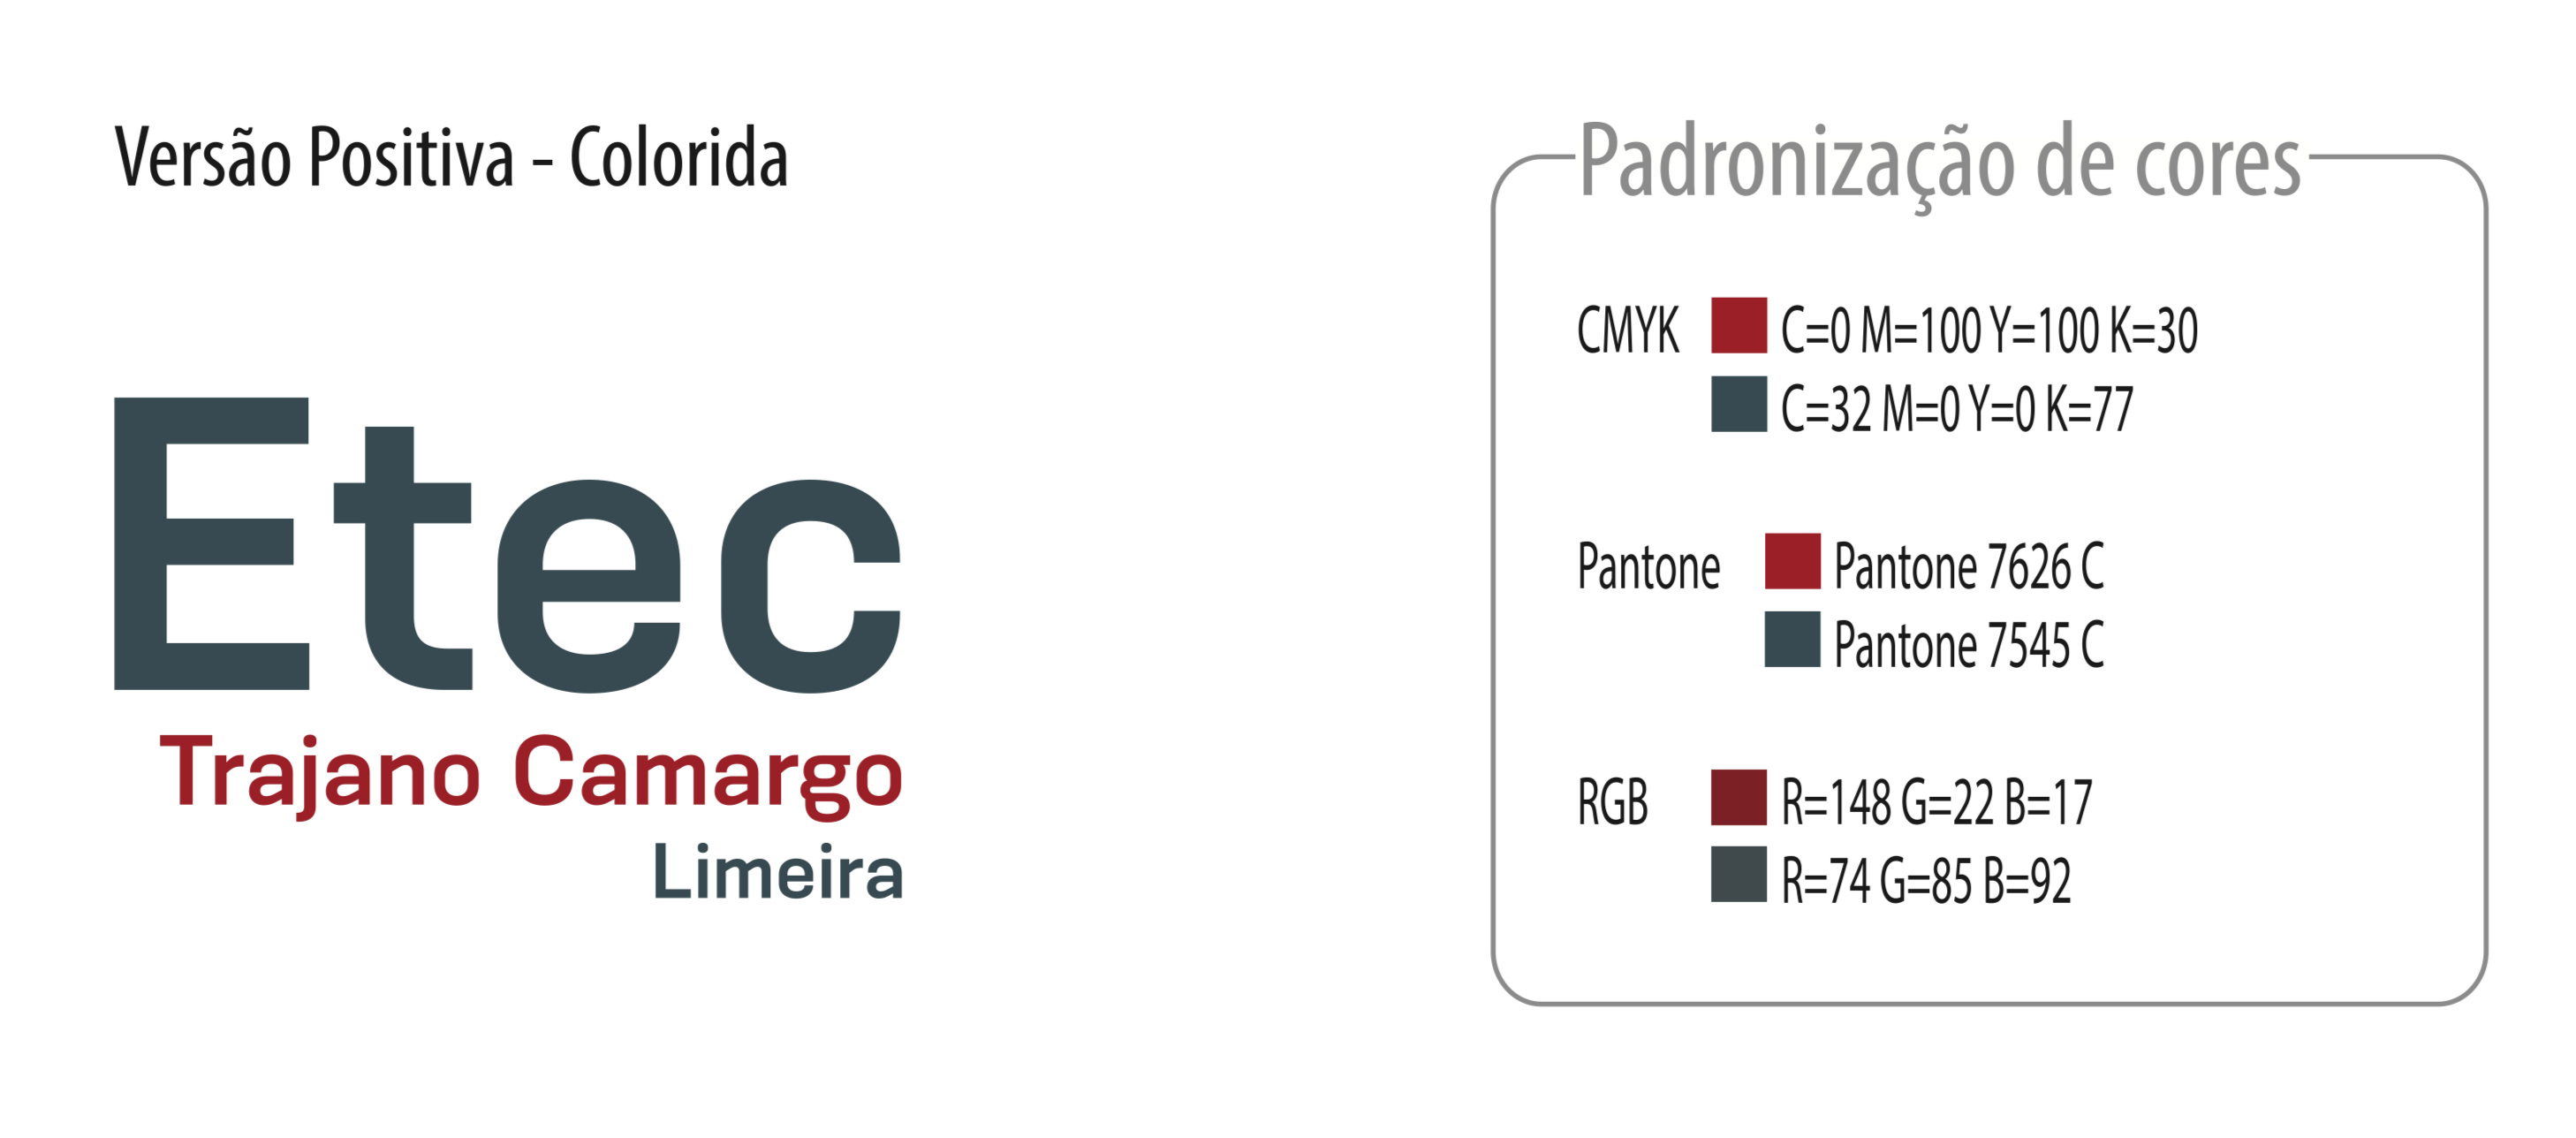 Versão Positiva - Colorida
Etec
Trajano Camargo
Limeira
Padronização de cores
CMYK C=0 M=100 Y=100 K=30
C=32 M=0 Y=0 K=77
Pantone Pantone 7626 C
Pantone 7545 C
RGB R=148 G=22 B=17
R=74 G=85 B=92